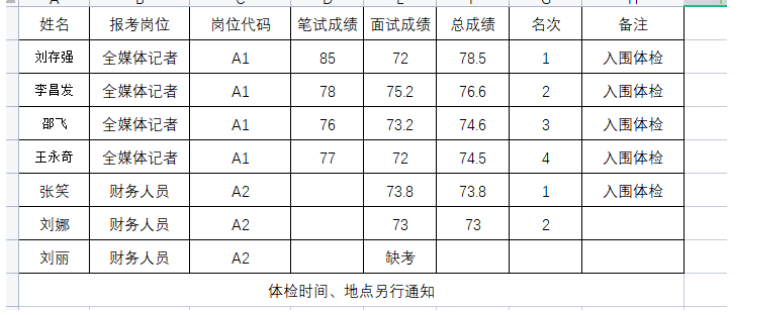 姓名 报考岗位 岗位代码 笔试成绩 面试成绩 总成绩 名次 备注
刘存强 全媒体记者 A1 85 72 78.5 1 入围体检
李昌发 全媒体记者 A1 78 75.2 76.6 2 入围体检
邵飞 全媒体记者 A1 76 73.2 74.6 3 入围体检
王永奇 全媒体记者 A1 77 72 74.5 4 入围体检
张笑 财务人员 A2 73.8 73.8 1 入围体检
刘娜 财务人员 A2 73 73 2
刘丽 财务人员 A2 缺考
体检时间、地点另行通知